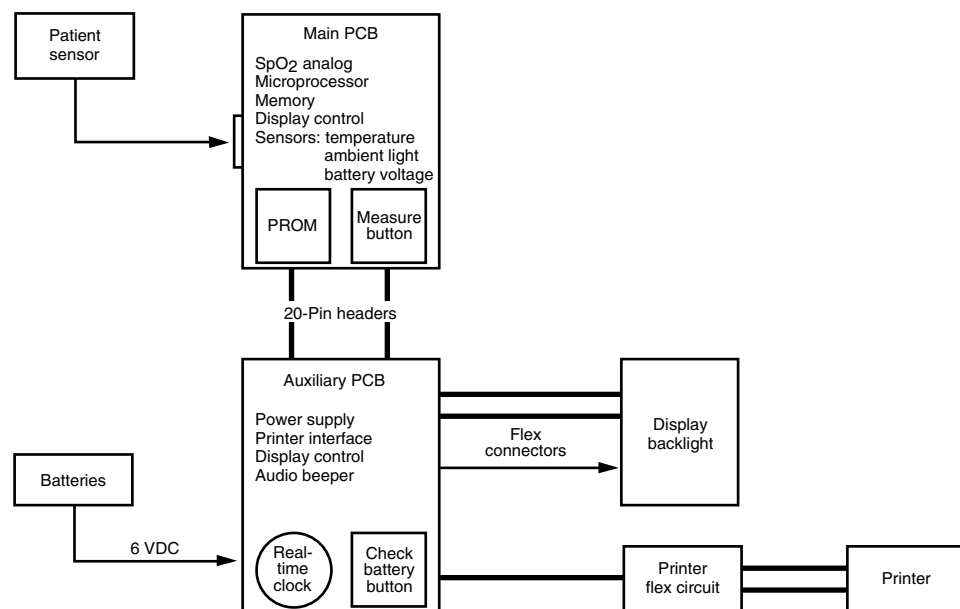 Patient
sensor
Main PCB
SpO2 analog
Microprocessor
Memory
Display control
Sensors: temperature
ambient light
battery voltage
PROM
Measure
button
20-Pin headers
Auxiliary PCB
Power supply
Printer interface
Display control
Audio beeper
Flex
connectors
Display
backlight
Batteries
6 VDC
Real-
time
clock
Check
battery
button
Printer
flex circuit
Printer